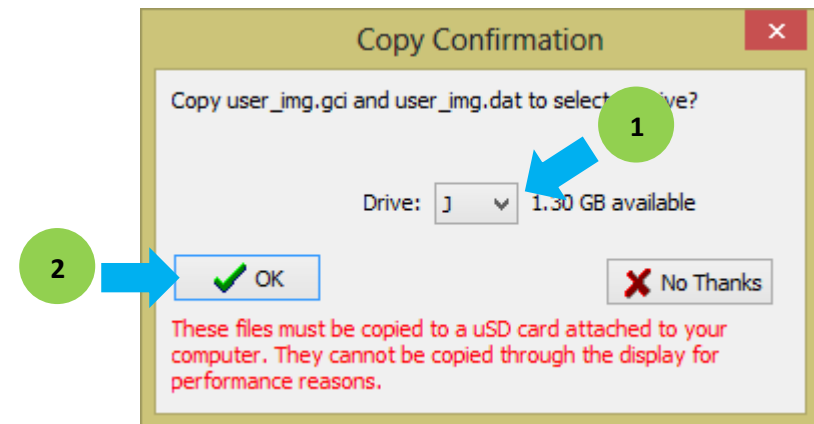 Copy Confirmation
Copy user_img.gci and user_img.dat to select ve?
1
Drive: J 1.30 GB available
2
OK
No Thanks
These files must be copied to a uSD card attached to your
computer. They cannot be copied through the display for
performance reasons.